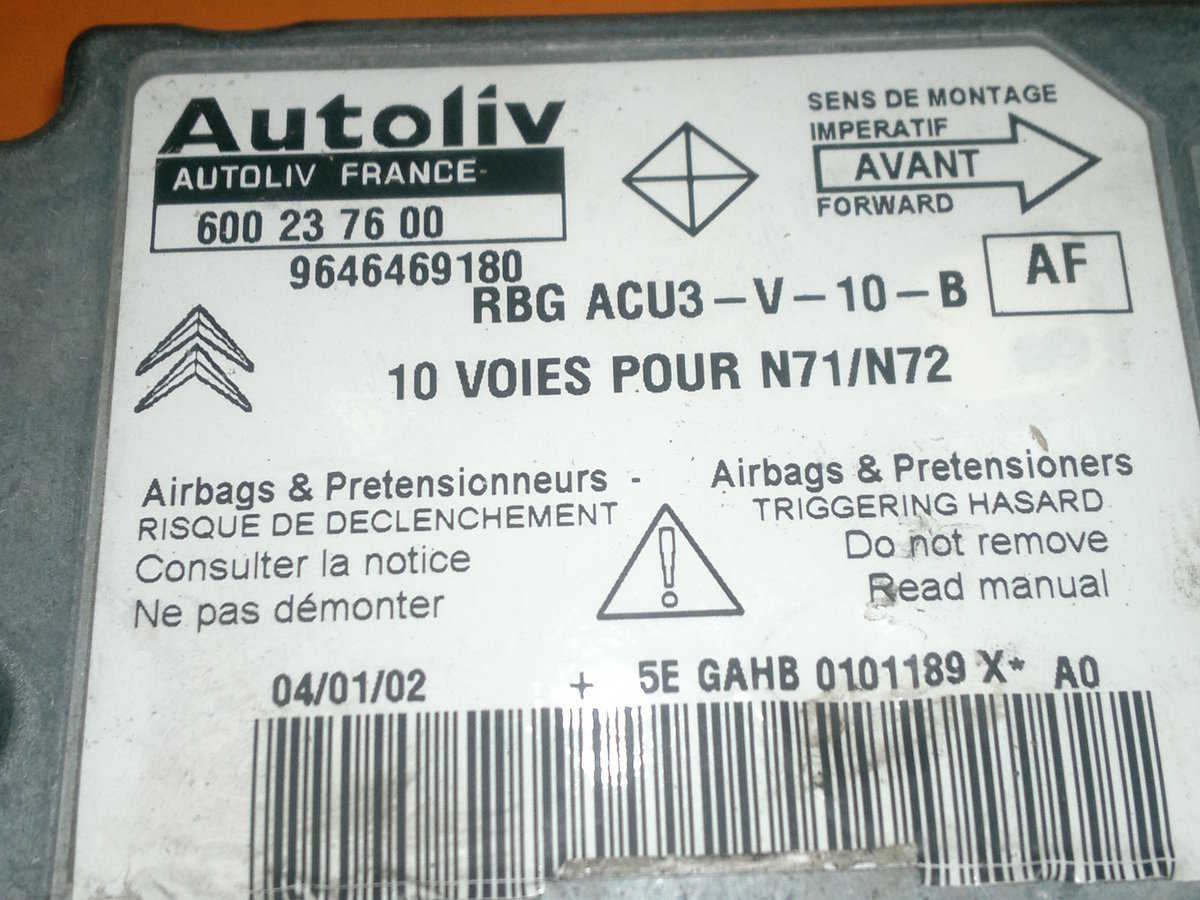 Autoliv
AUTOLIV FRANCE
600 23 76 00
9646469180
SENS DE MONTAGE
IMPERATIF
AVANT
FORWARD
AF
RBG ACU3-V-10-B
10 VOIES POUR N71/N72
Airbags & Pretensionneurs -
RISQUE DE DECLENCHEMENT
Consulter la notice
Ne pas démonter
Airbags & Pretensioners
TRIGGERING HASARD
Do not remove
Read manual
04/01/02 + 5E GAHB 0101189 X* A0